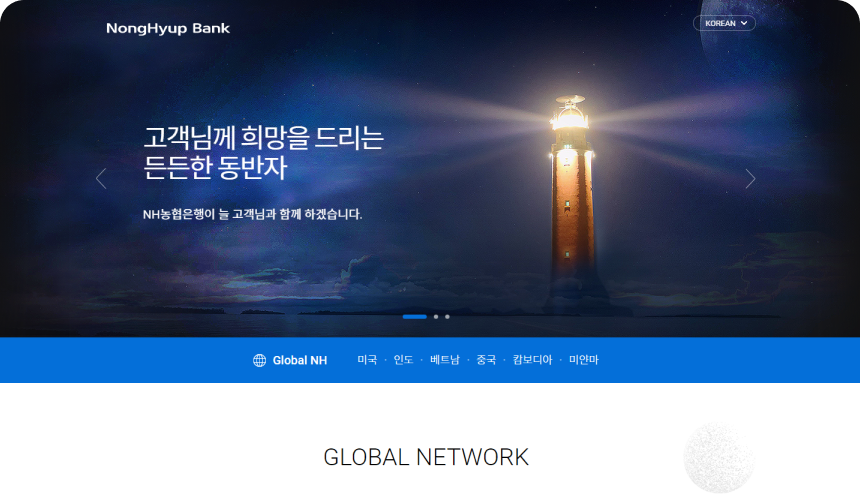 NongHyup Bank
KOREAN
고객님께 희망을 드리는
든든한 동반자
NH농협은행이 늘 고객님과 함께 하겠습니다.
Global NH 미국 · 인도 · 베트남 · 중국 · 캄보디아 · 미얀마
GLOBAL NETWORK